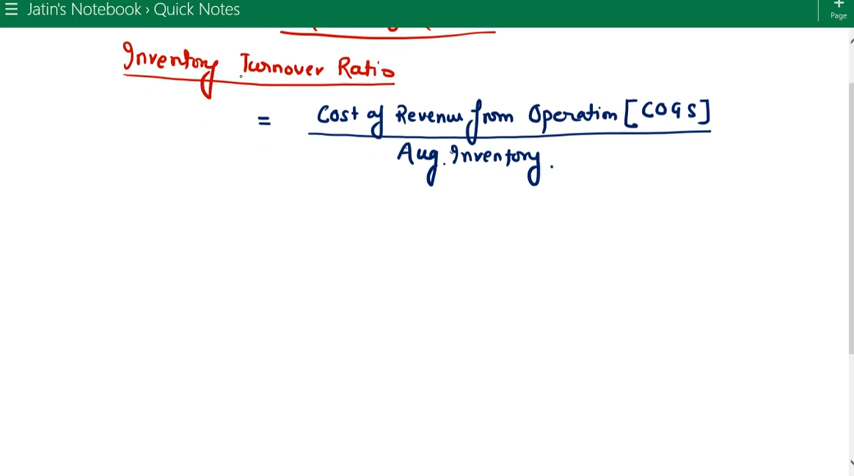 Jatin's Notebook › Quick Notes
Page
Inventory Turnover Ratio
= Cost of Revenue from Operation [COGS]
Avg. Inventory.